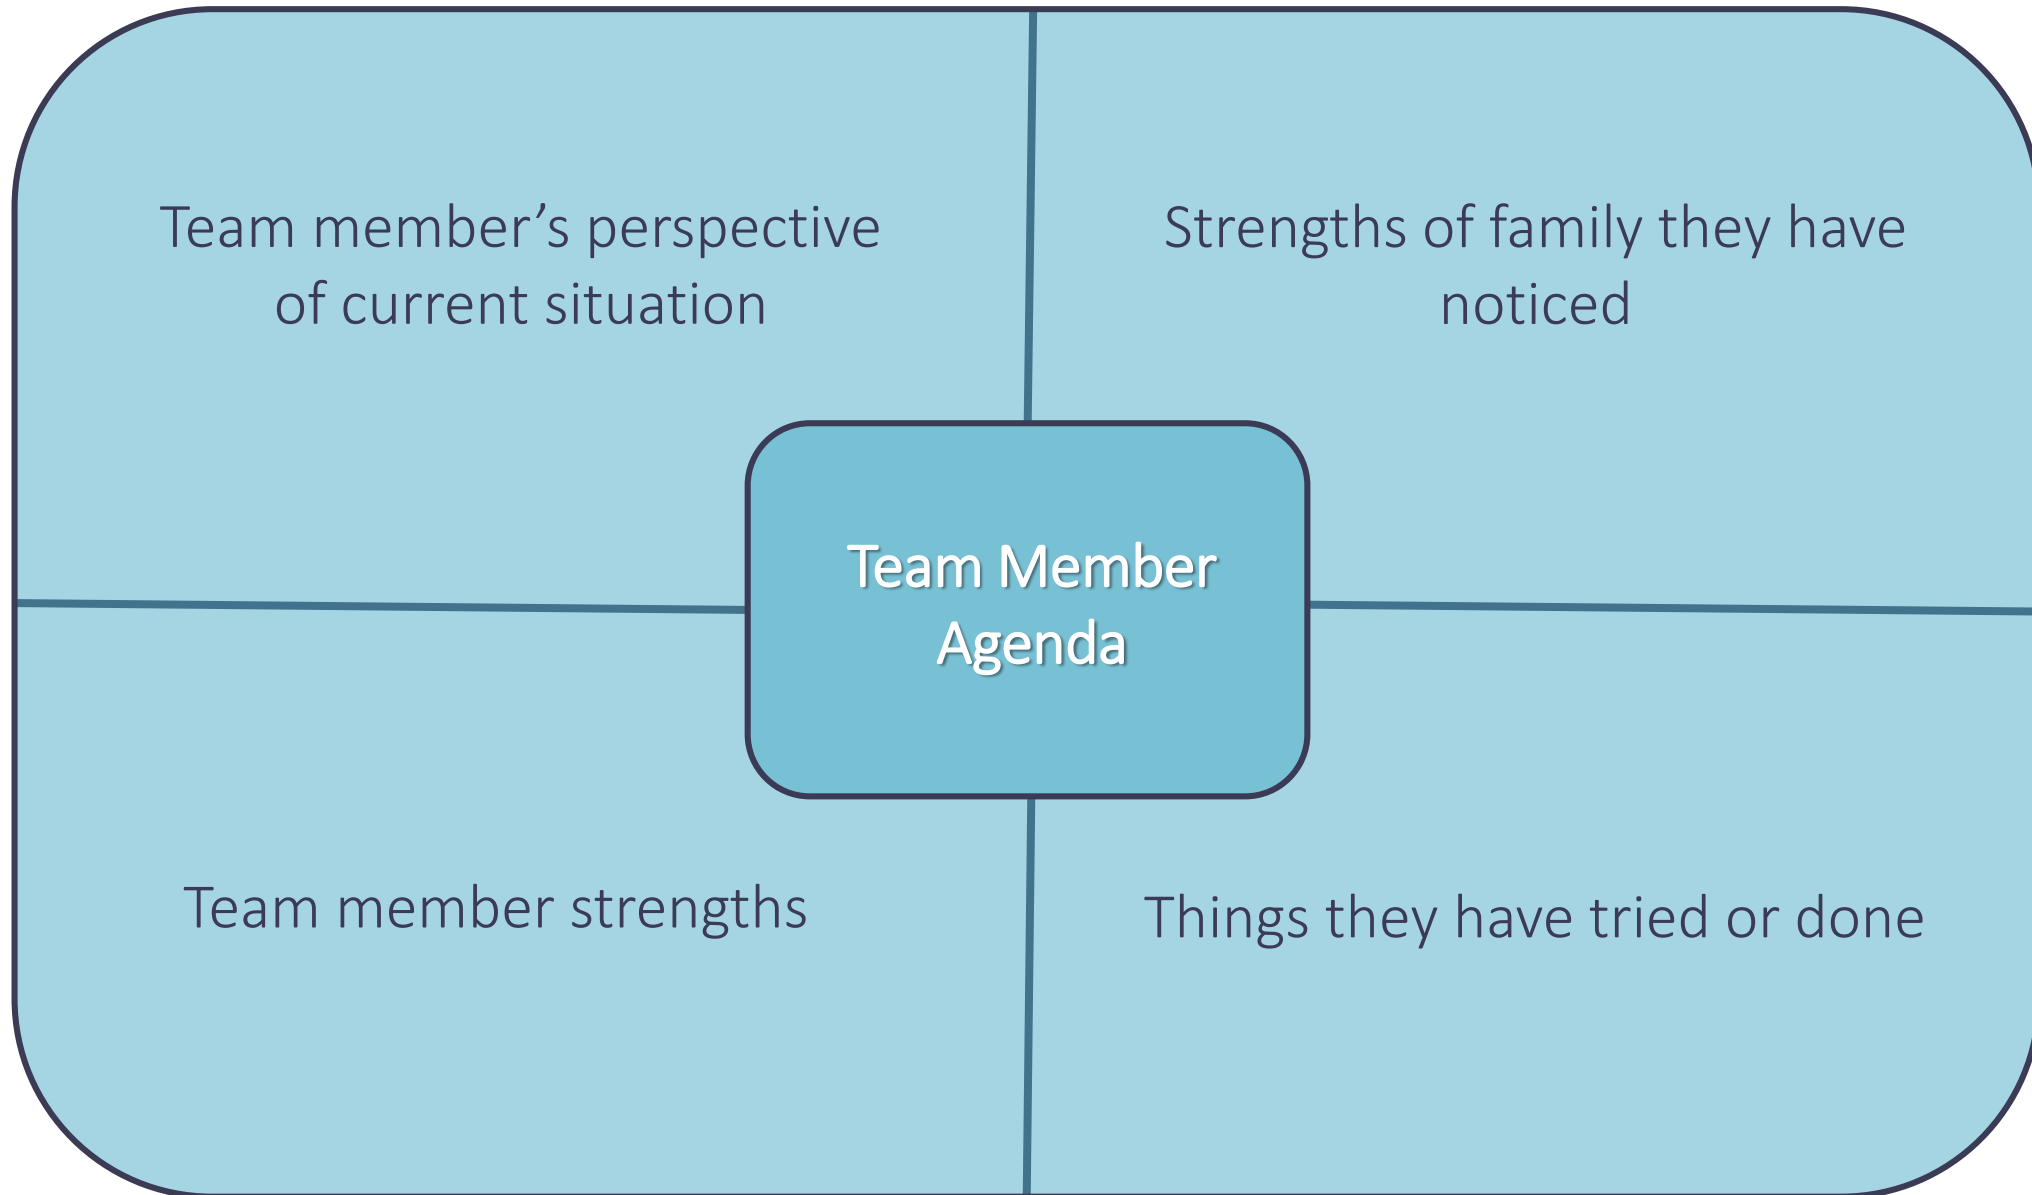 Team member’s perspective
of current situation
Strengths of family they have
noticed
Team Member
Agenda
Team member strengths
Things they have tried or done